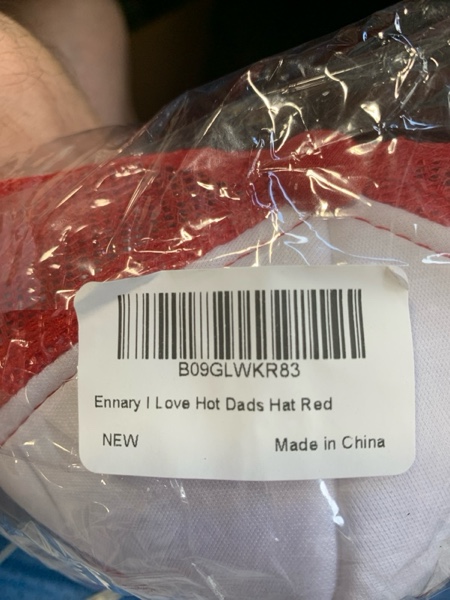 B09GLWKR83
Ennary I Love Hot Dads Hat Red
NEW Made in China